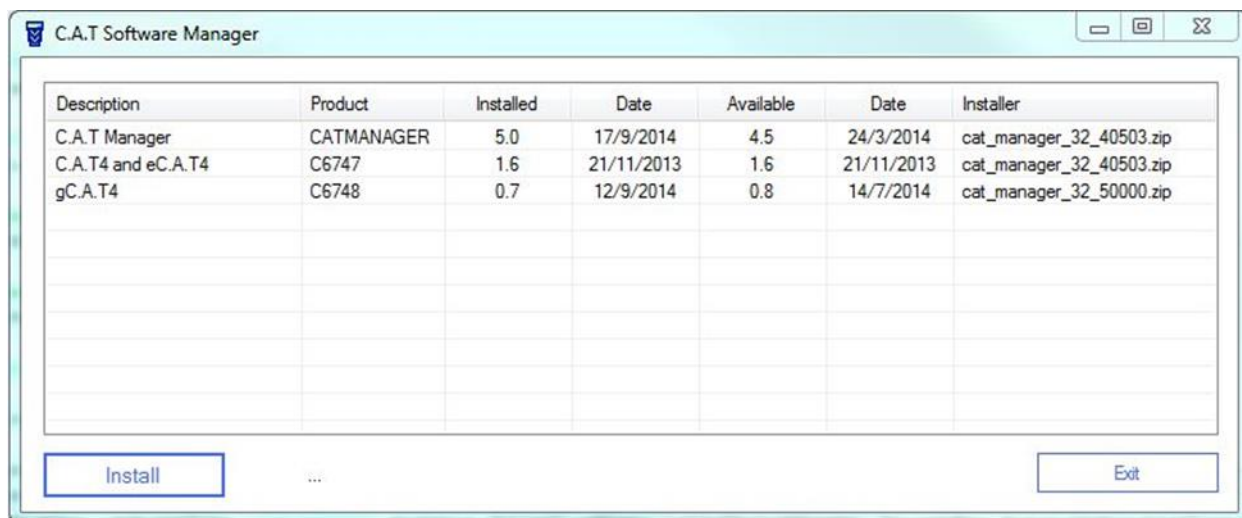 C.A.T Software Manager
Description Product Installed Date Available Date Installer
C.A.T Manager CATMANAGER 5.0 17/9/2014 4.5 24/3/2014 cat_manager_32_40503.zip
C.A.T4 and eC.A.T4 C6747 1.6 21/11/2013 1.6 21/11/2013 cat_manager_32_40503.zip
gC.A.T4 C6748 0.7 12/9/2014 0.8 14/7/2014 cat_manager_32_50000.zip
Install ... Exit